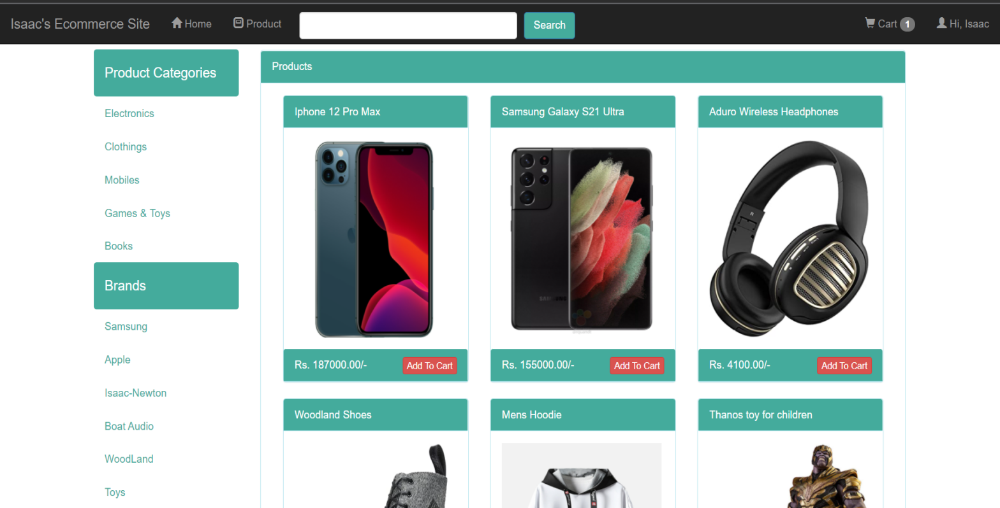 Isaac's Ecommerce Site Home Product Search Cart 1 Hi, Isaac
Product Categories
Electronics
Clothings
Mobiles
Games & Toys
Books
Brands
Samsung
Apple
Isaac-Newton
Boat Audio
WoodLand
Toys
Products
Iphone 12 Pro Max
Rs. 187000.00/- Add To Cart
Samsung Galaxy S21 Ultra
SAMSUNG
Rs. 155000.00/- Add To Cart
Aduro Wireless Headphones
R
Rs. 4100.00/- Add To Cart
Woodland Shoes
Mens Hoodie
Thanos toy for children